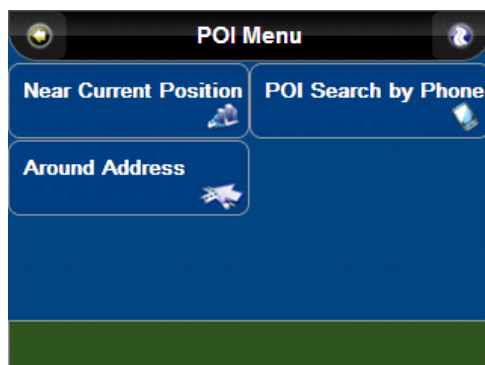 POI Menu
Near Current Position
POI Search by Phone
Around Address